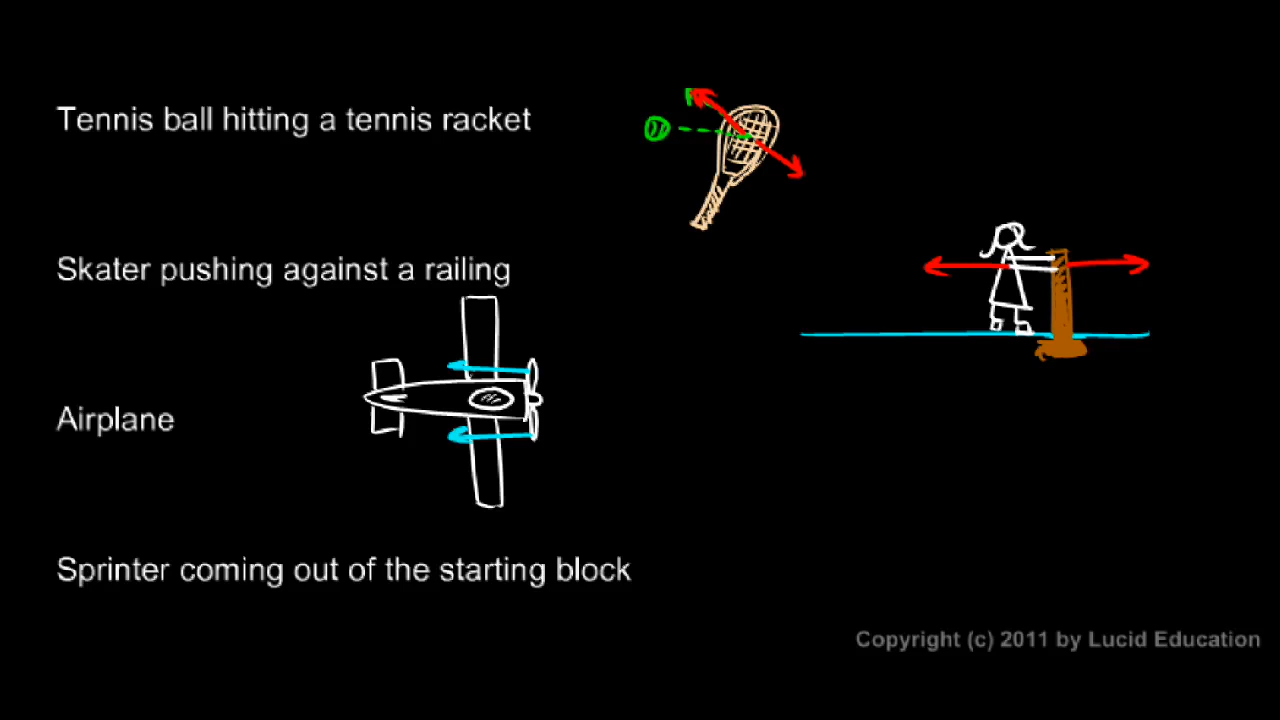 Tennis ball hitting a tennis racket
Skater pushing against a railing
Airplane
Sprinter coming out of the starting block
Copyright (c) 2011 by Lucid Education